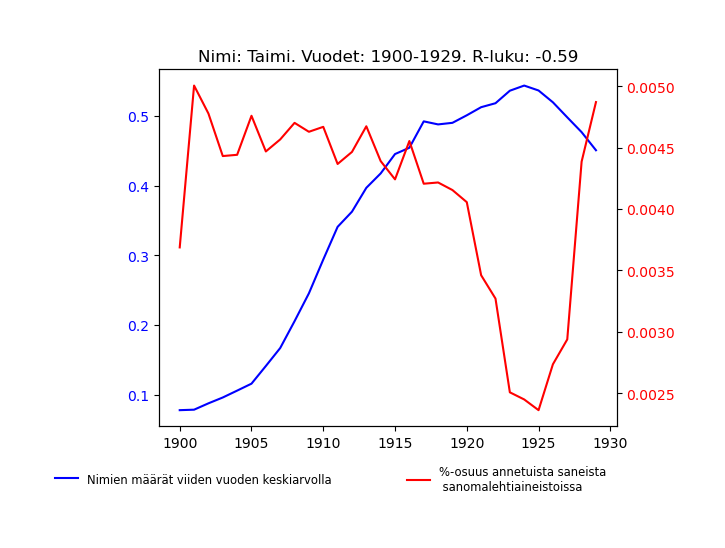 Nimi: Taimi. Vuodet: 1900-1929. R-luku: -0.59
0.5
0.4
0.3
0.2
0.1
0.0050
0.0045
0.0040
0.0035
0.0030
0.0025
1900 1905 1910 1915 1920 1925 1930
Nimien määrät viiden vuoden keskiarvolla
%-osuus annetuista saneista
sanomalehtiaineistoissa